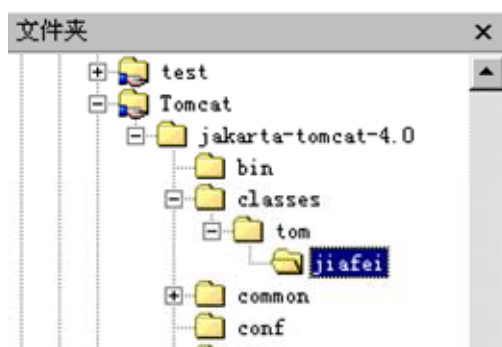 文件夹
test
Tomcat
jakarta-tomcat-4.0
bin
classes
tom
jiafei
common
conf